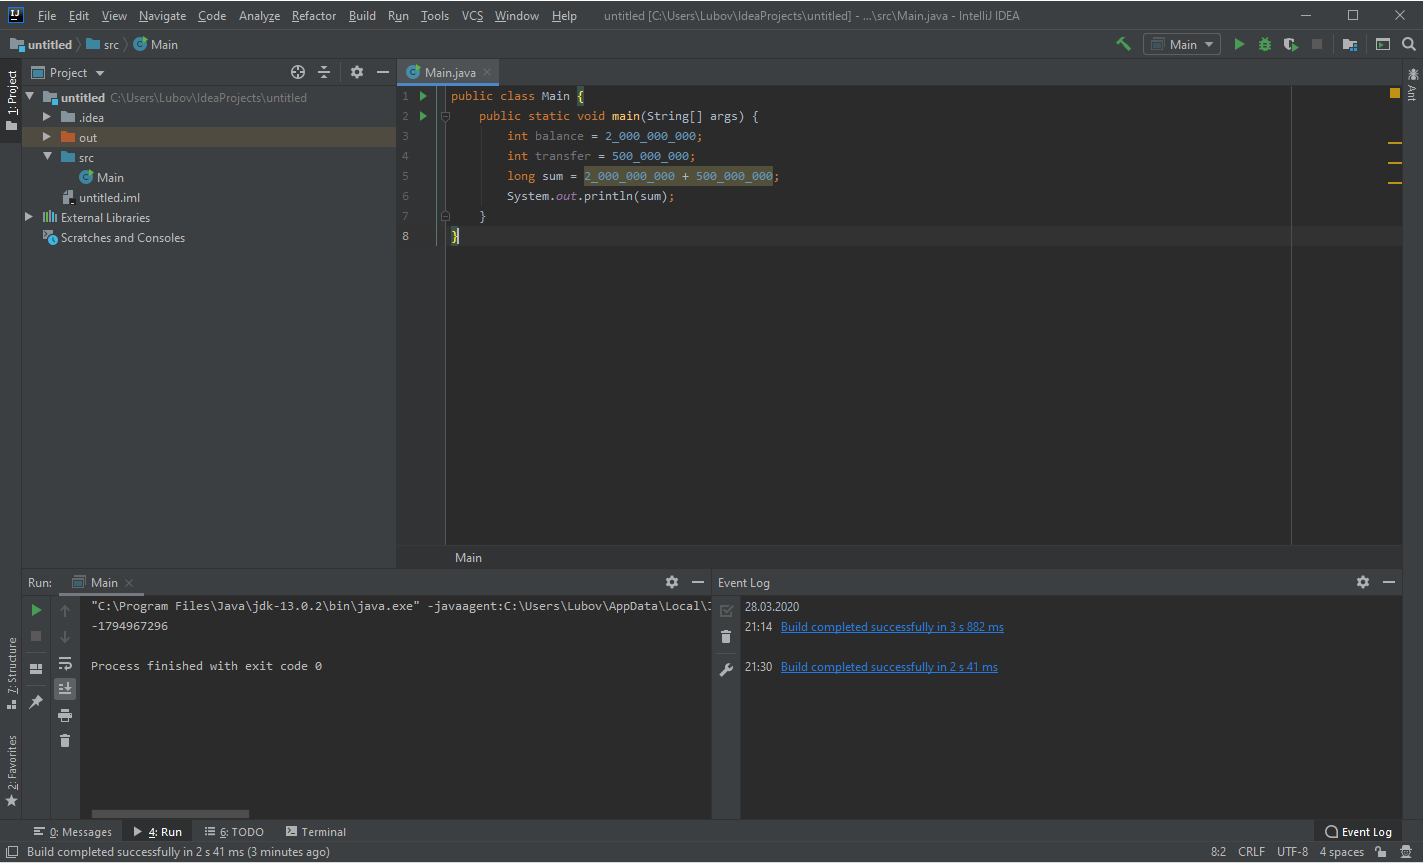 File Edit View Navigate Code Analyze Refactor Build Run Tools VCS Window Help untitled [C:\Users\Lubov\IdeaProjects\untitled] - ...\src\Main.java - IntelliJ IDEA
untitled src Main Main
Project Main.java
1: Project
Ant
untitled C:\Users\Lubov\IdeaProjects\untitled
.idea
out
src
Main
untitled.iml
External Libraries
Scratches and Consoles
1 public class Main {
2 public static void main(String[] args) {
3 int balance = 2_000_000_000;
4 int transfer = 500_000_000;
5 long sum = 2_000_000_000 + 500_000_000;
6 System.out.println(sum);
7 }
8 }
Main
Run: Main
"C:\Program Files\Java\jdk-13.0.2\bin\java.exe" -javaagent:C:\Users\Lubov\AppData\Local\
-1794967296
Process finished with exit code 0
Event Log
28.03.2020
21:14 Build completed successfully in 3 s 882 ms
21:30 Build completed successfully in 2 s 41 ms
7: Structure
2: Favorites
0: Messages 4: Run 6: TODO Terminal Event Log
Build completed successfully in 2 s 41 ms (3 minutes ago) 8:2 CRLF UTF-8 4 spaces